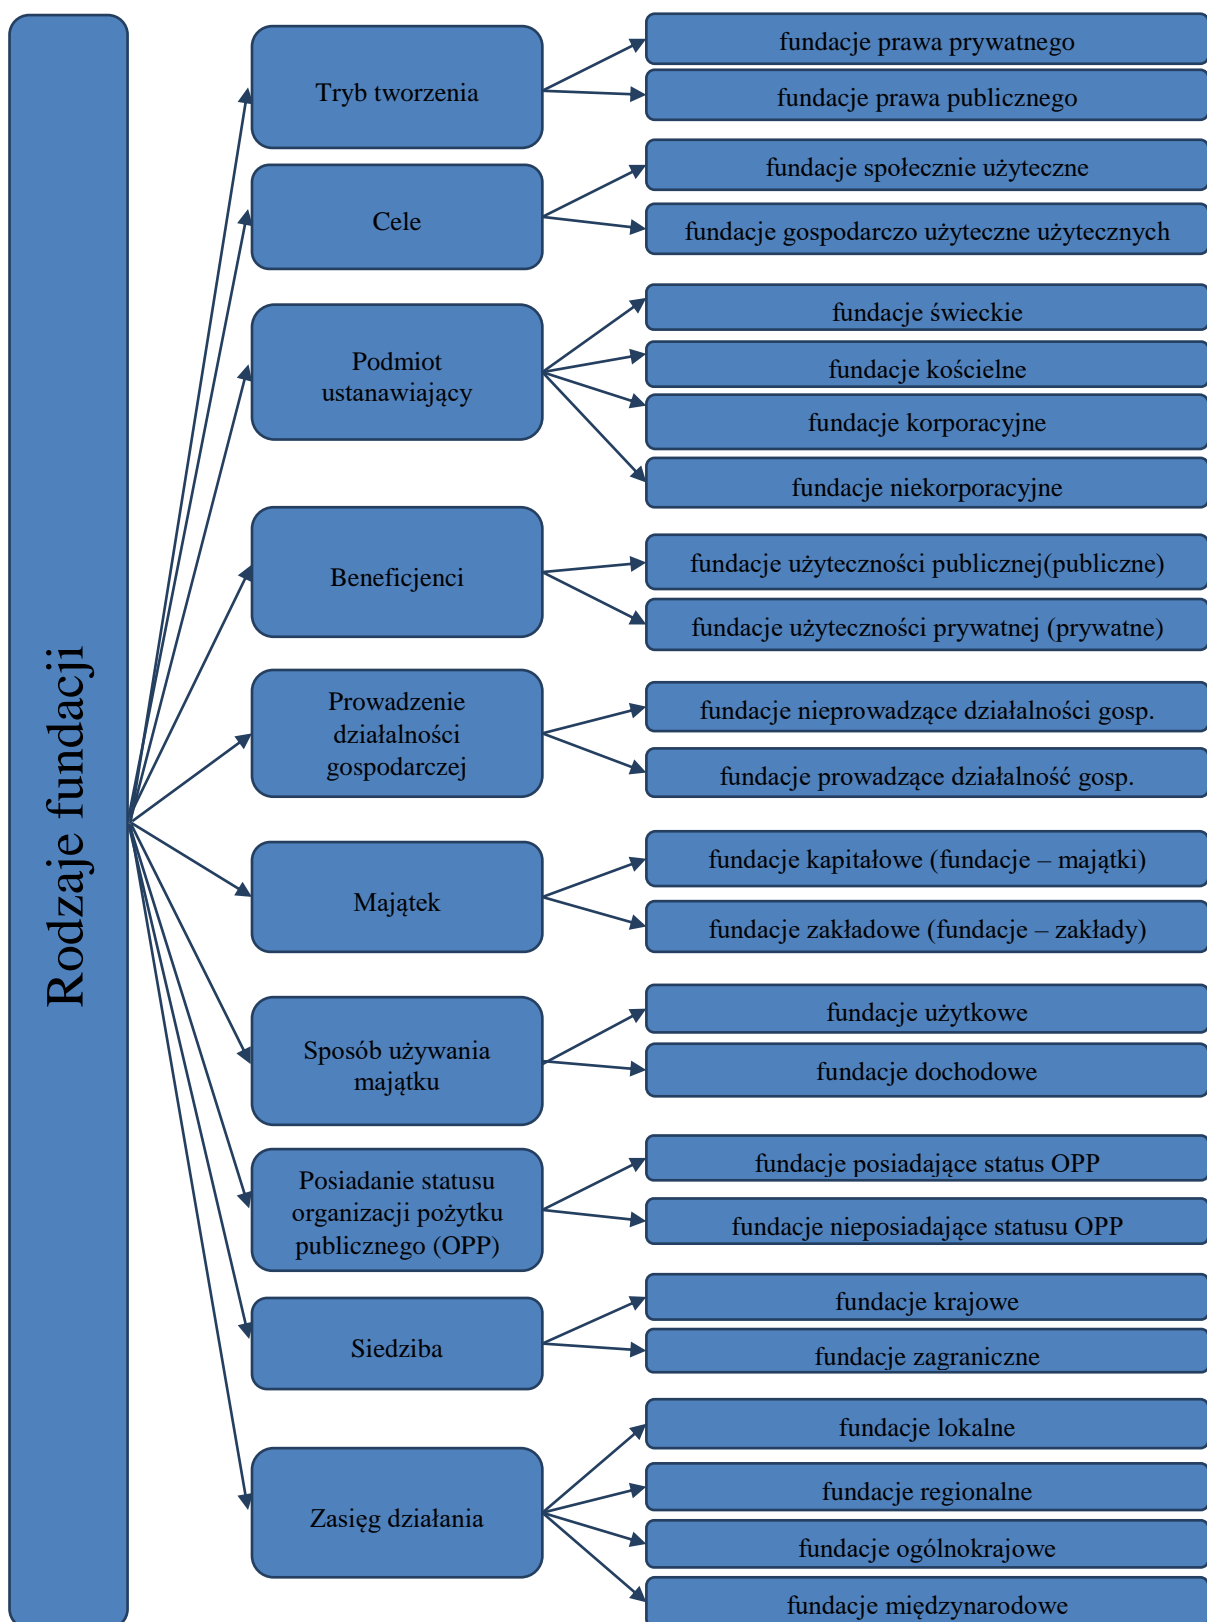 Rodzaje fundacji
Tryb tworzenia
fundacje prawa prywatnego
fundacje prawa publicznego
Cele
fundacje społecznie użyteczne
fundacje gospodarczo użyteczne użytecznych
Podmiot
ustanawiający
fundacje świeckie
fundacje kościelne
fundacje korporacyjne
fundacje niekorporacyjne
Beneficjenci
fundacje użyteczności publicznej(publiczne)
fundacje użyteczności prywatnej (prywatne)
Prowadzenie
działalności
gospodarczej
fundacje nieprowadzące działalności gosp.
fundacje prowadzące działalność gosp.
Majątek
fundacje kapitałowe (fundacje – majątki)
fundacje zakładowe (fundacje – zakłady)
Sposób używania
majątku
fundacje użytkowe
fundacje dochodowe
Posiadanie statusu
organizacji pożytku
publicznego (OPP)
fundacje posiadające status OPP
fundacje nieposiadające statusu OPP
Siedziba
fundacje krajowe
fundacje zagraniczne
Zasięg działania
fundacje lokalne
fundacje regionalne
fundacje ogólnokrajowe
fundacje międzynarodowe